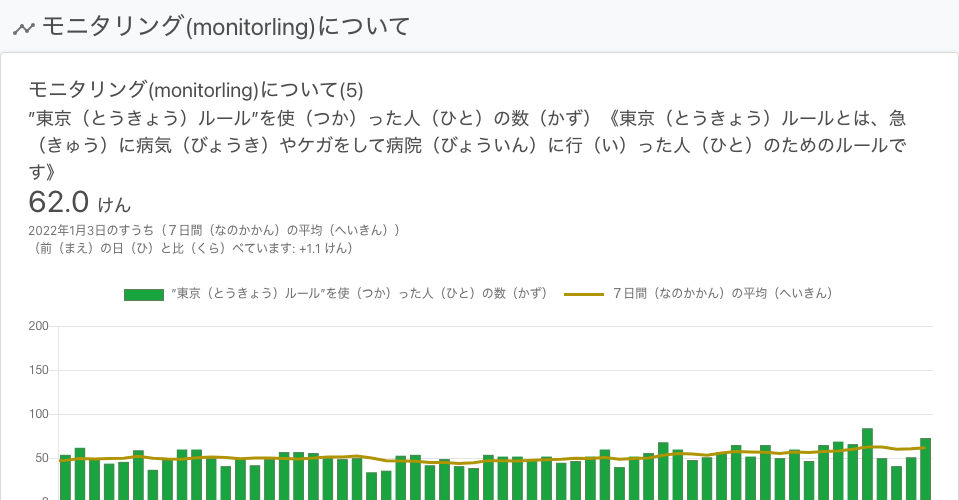 モニタリング(monitorling)について
モニタリング(monitorling)について(5)
”東京（とうきょう）ルール”を使（つか）った人（ひと）の数（かず）《東京（とうきょう）ルールとは、急
（きゅう）に病気（びょうき）やケガをして病院（びょういん）に行（い）った人（ひと）のためのルールで
す》
62.0 けん
2022年1月3日のすうち（７日間（なのかかん）の平均（へいきん））
（前（まえ）の日（ひ）と比（くら）べています: +1.1 けん）
”東京（とうきょう）ルール”を使（つか）った人（ひと）の数（かず） ７日間（なのかかん）の平均（へいきん）
200
150
100
50
0